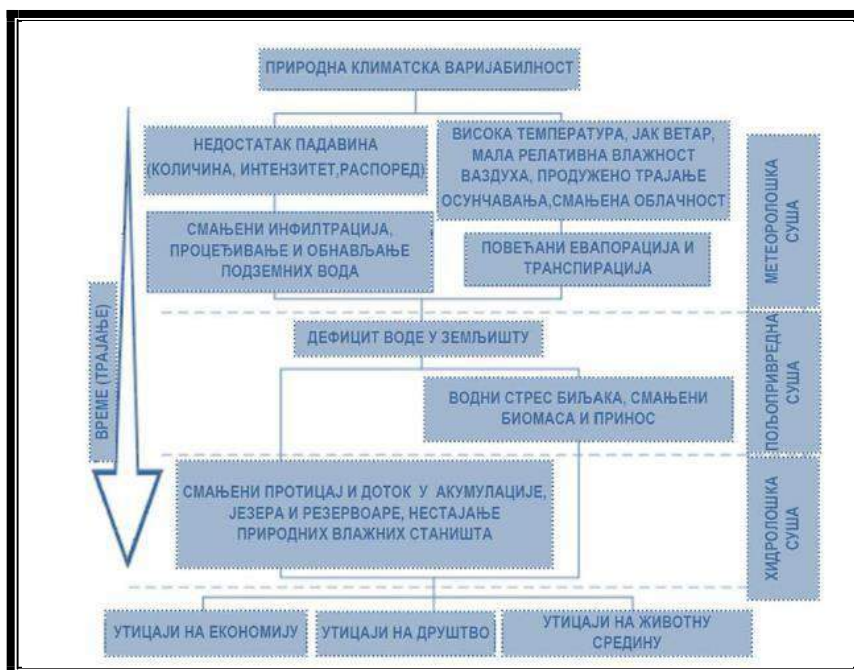 ПРИРОДНА КЛИМАТСКА ВАРИЈАБИЛНОСТ
НЕДОСТАТАК ПАДАВИНА
(КОЛИЧИНА, ИНТЕНЗИТЕТ,РАСПОРЕД)
ВИСОКА ТЕМПЕРАТУРА, ЈАК ВЕТАР,
МАЛА РЕЛАТИВНА ВЛАЖНОСТ
ВАЗДУХА, ПРОДУЖЕНО ТРАЈАЊЕ
ОСУНЧАВАЊА,СМАЊЕНА ОБЛАЧНОСТ
СМАЊЕНИ ИНФИЛТРАЦИЈА,
ПРОЦЕЂИВАЊЕ И ОБНАВЉАЊЕ
ПОДЗЕМНИХ ВОДА
ПОВЕЋАНИ ЕВАПОРАЦИЈА И
ТРАНСПИРАЦИЈА
МЕТЕОРОЛОШКА
СУША
ВРЕМЕ (ТРАЈАЊЕ)
ДЕФИЦИТ ВОДЕ У ЗЕМЉИШТУ
ВОДНИ СТРЕС БИЉАКА, СМАЊЕНИ
БИОМАСА И ПРИНОС
ПОЉОПРИВРЕДНА
СУША
СМАЊЕНИ ПРОТИЦАЈ И ДОТОК У АКУМУЛАЦИЈЕ,
ЈЕЗЕРА И РЕЗЕРВОАРЕ, НЕСТАЈАЊЕ
ПРИРОДНИХ ВЛАЖНИХ СТАНИШТА
ХИДРОЛОШКА
СУША
УТИЦАЈИ НА ЕКОНОМИЈУ
УТИЦАЈИ НА ДРУШТВО
УТИЦАЈИ НА ЖИВОТНУ
СРЕДИНУ